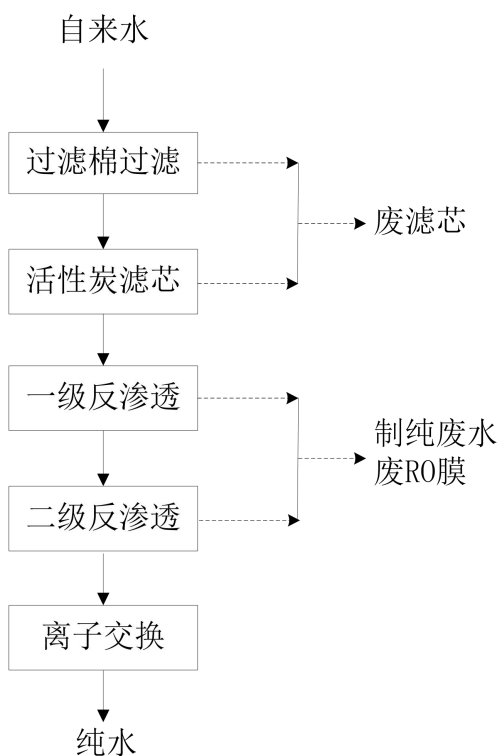 自来水
过滤棉过滤
废滤芯
活性炭滤芯
一级反渗透
制纯废水
废RO膜
二级反渗透
离子交换
纯水